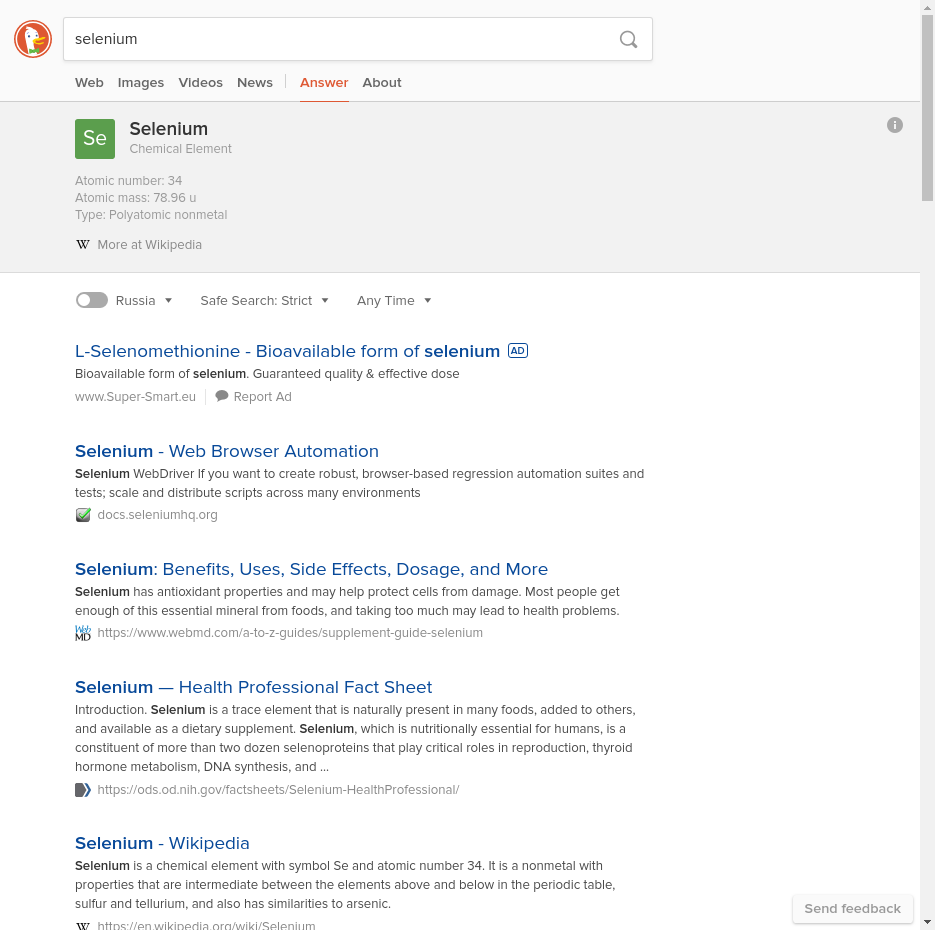 selenium
Web Images Videos News Answer About
Se
Selenium
Chemical Element
Atomic number: 34
Atomic mass: 78.96 u
Type: Polyatomic nonmetal
W More at Wikipedia
Russia Safe Search: Strict Any Time
L-Selenomethionine - Bioavailable form of selenium AD
Bioavailable form of selenium. Guaranteed quality & effective dose
www.Super-Smart.eu Report Ad
Selenium - Web Browser Automation
Selenium WebDriver If you want to create robust, browser-based regression automation suites and
tests; scale and distribute scripts across many environments
docs.seleniumhq.org
Selenium: Benefits, Uses, Side Effects, Dosage, and More
Selenium has antioxidant properties and may help protect cells from damage. Most people get
enough of this essential mineral from foods, and taking too much may lead to health problems.
Web
MD https://www.webmd.com/a-to-z-guides/supplement-guide-selenium
Selenium — Health Professional Fact Sheet
Introduction. Selenium is a trace element that is naturally present in many foods, added to others,
and available as a dietary supplement. Selenium, which is nutritionally essential for humans, is a
constituent of more than two dozen selenoproteins that play critical roles in reproduction, thyroid
hormone metabolism, DNA synthesis, and ...
https://ods.od.nih.gov/factsheets/Selenium-HealthProfessional/
Selenium - Wikipedia
Selenium is a chemical element with symbol Se and atomic number 34. It is a nonmetal with
properties that are intermediate between the elements above and below in the periodic table,
sulfur and tellurium, and also has similarities to arsenic.
W https://en.wikipedia.org/wiki/Selenium
Send feedback